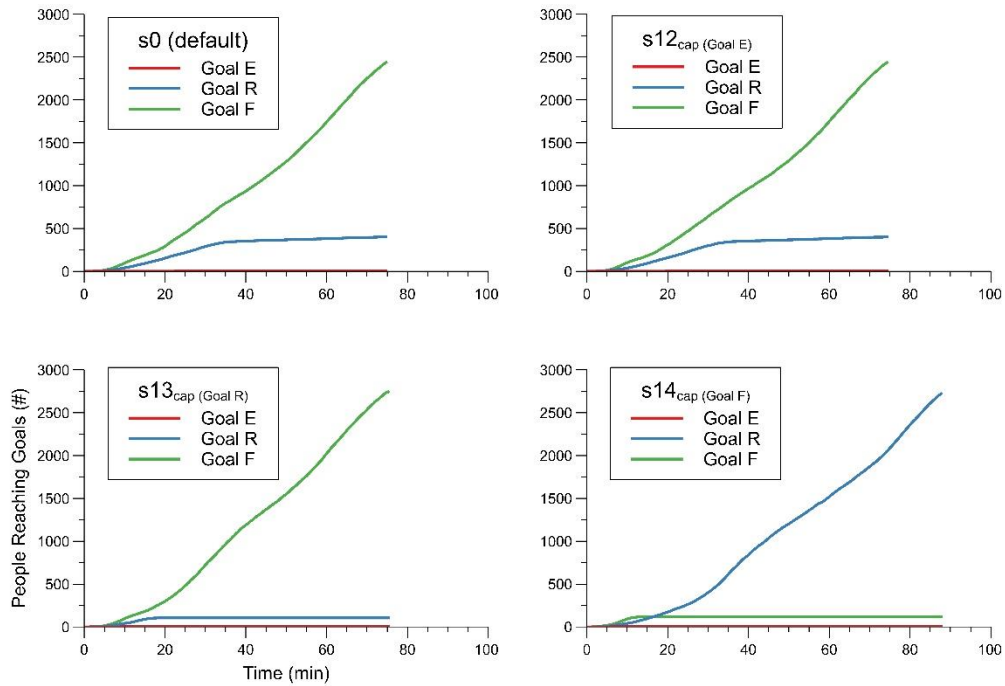 s0 (default)
Goal E
Goal R
Goal F
3000
2500
2000
1500
1000
500
0
0 20 40 60 80 100
s12cap (Goal E)
Goal E
Goal R
Goal F
3000
2500
2000
1500
1000
500
0
0 20 40 60 80 100
s13cap (Goal R)
Goal E
Goal R
Goal F
3000
2500
2000
1500
1000
500
0
0 20 40 60 80 100
People Reaching Goals (#)
Time (min)
s14cap (Goal F)
Goal E
Goal R
Goal F
3000
2500
2000
1500
1000
500
0
0 20 40 60 80 100